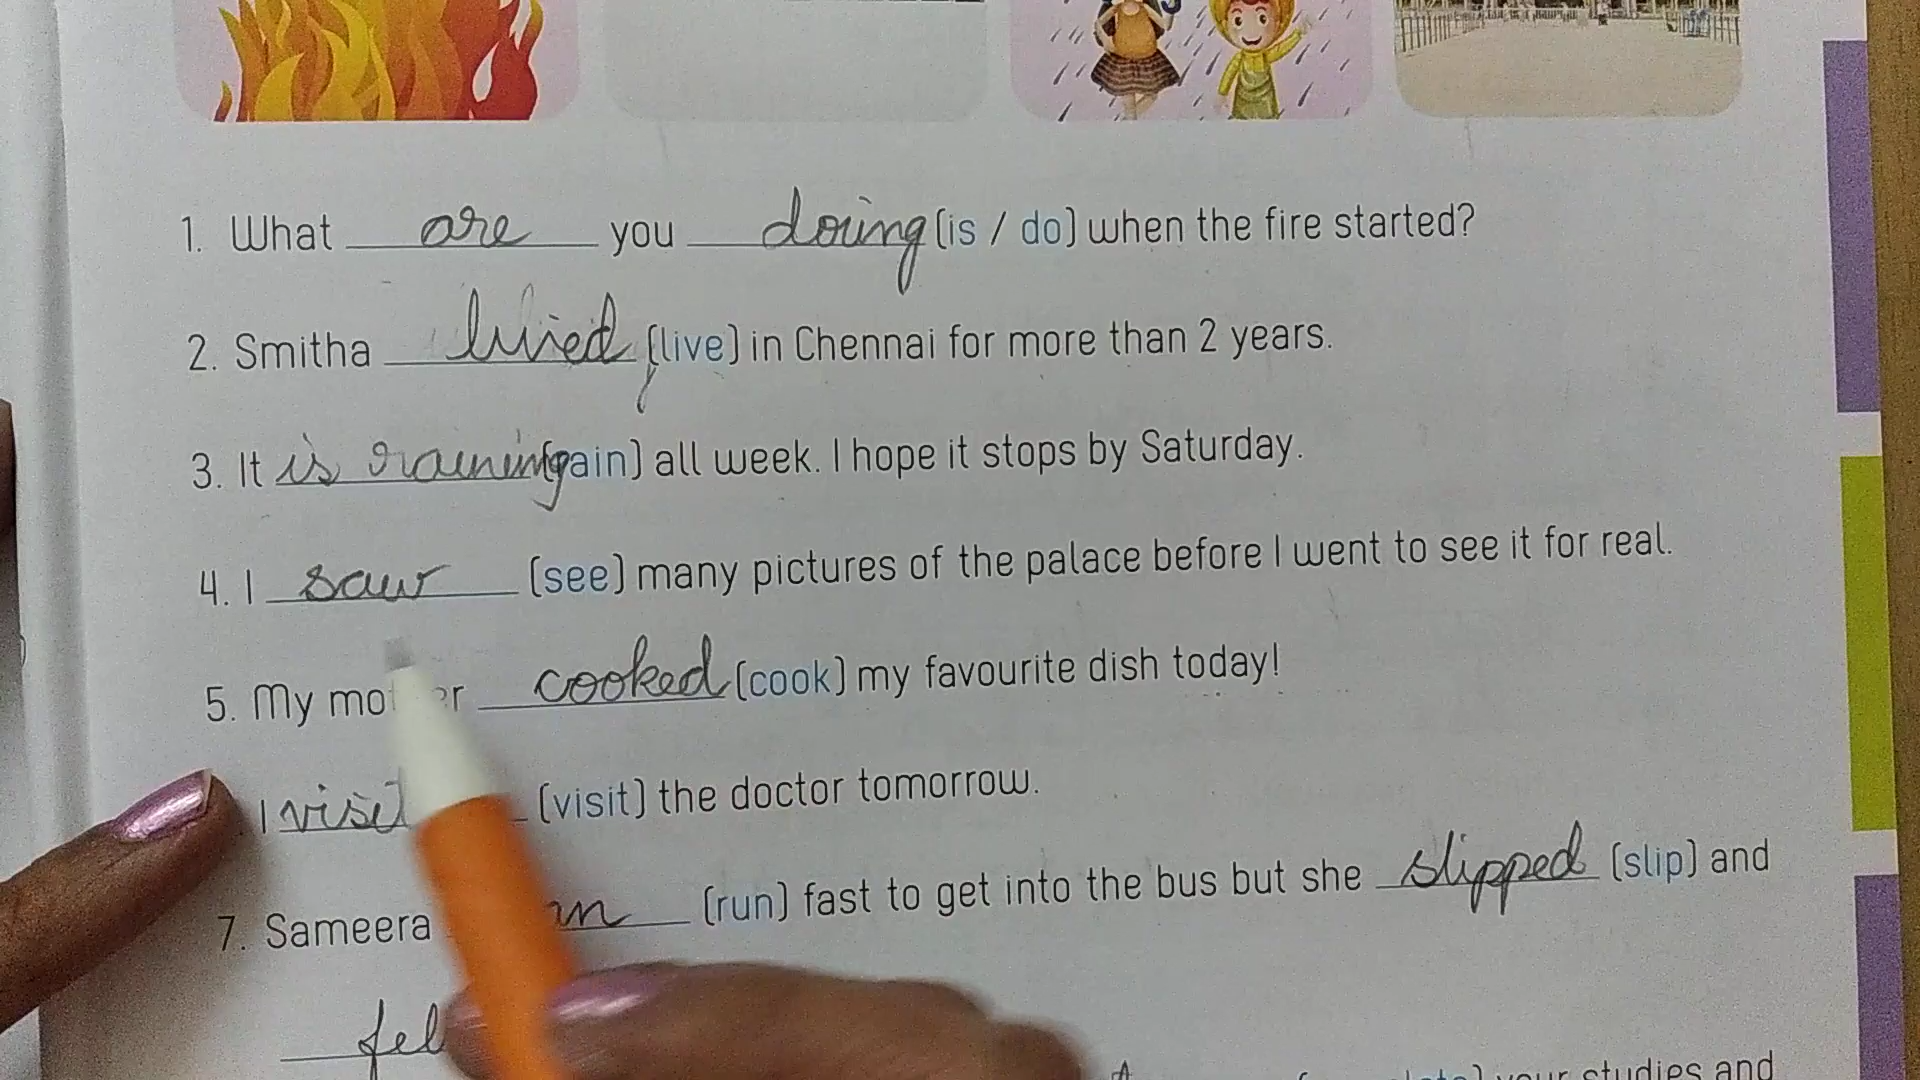 1. What are you doing (is / do) when the fire started?
2. Smitha lived (live) in Chennai for more than 2 years.
3. It is raining (rain) all week. I hope it stops by Saturday.
4. I saw (see) many pictures of the palace before I went to see it for real.
5. My mother cooked (cook) my favourite dish today!
I visit (visit) the doctor tomorrow.
7. Sameera (run) fast to get into the bus but she slipped (slip) and
your studies and